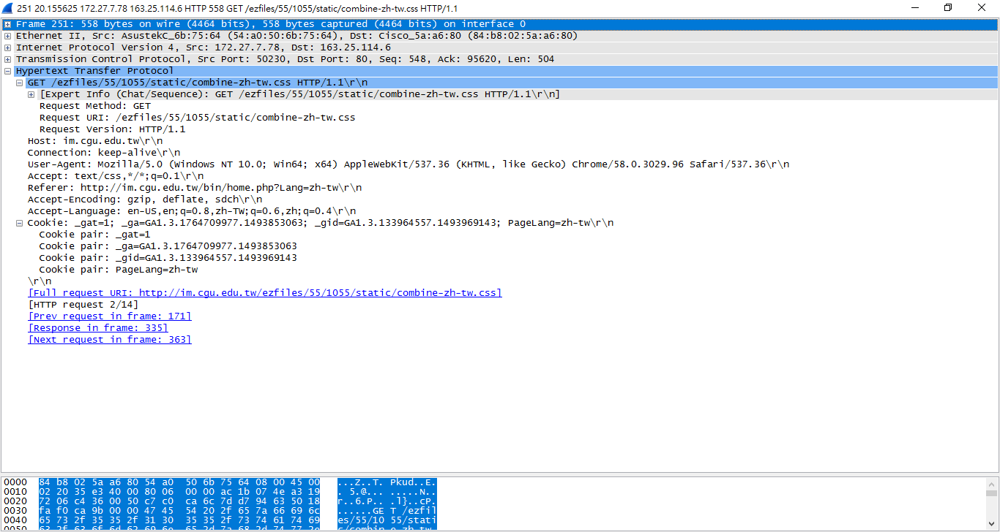 251 20.155625 172.27.7.78 163.25.114.6 HTTP 558 GET /ezfiles/55/1055/static/combine-zh-tw.css HTTP/1.1
Frame 251: 558 bytes on wire (4464 bits), 558 bytes captured (4464 bits) on interface 0
Ethernet II, Src: AsustekC_6b:75:64 (54:a0:50:6b:75:64), Dst: Cisco_5a:a6:80 (84:b8:02:5a:a6:80)
Internet Protocol Version 4, Src: 172.27.7.78, Dst: 163.25.114.6
Transmission Control Protocol, Src Port: 50230, Dst Port: 80, Seq: 548, Ack: 95620, Len: 504
Hypertext Transfer Protocol
GET /ezfiles/55/1055/static/combine-zh-tw.css HTTP/1.1\r\n
[Expert Info (Chat/Sequence): GET /ezfiles/55/1055/static/combine-zh-tw.css HTTP/1.1\r\n]
Request Method: GET
Request URI: /ezfiles/55/1055/static/combine-zh-tw.css
Request Version: HTTP/1.1
Host: im.cgu.edu.tw\r\n
Connection: keep-alive\r\n
User-Agent: Mozilla/5.0 (Windows NT 10.0; Win64; x64) AppleWebKit/537.36 (KHTML, like Gecko) Chrome/58.0.3029.96 Safari/537.36\r\n
Accept: text/css,*/*;q=0.1\r\n
Referer: http://im.cgu.edu.tw/bin/home.php?Lang=zh-tw\r\n
Accept-Encoding: gzip, deflate, sdch\r\n
Accept-Language: en-US,en;q=0.8,zh-TW;q=0.6,zh;q=0.4\r\n
Cookie: _gat=1; _ga=GA1.3.1764709977.1493853063; _gid=GA1.3.133964557.1493969143; PageLang=zh-tw\r\n
Cookie pair: _gat=1
Cookie pair: _ga=GA1.3.1764709977.1493853063
Cookie pair: _gid=GA1.3.133964557.1493969143
Cookie pair: PageLang=zh-tw
\r\n
[Full request URI: http://im.cgu.edu.tw/ezfiles/55/1055/static/combine-zh-tw.css]
[HTTP request 2/14]
[Prev request in frame: 171]
[Response in frame: 335]
[Next request in frame: 363]
0000 84 b8 02 5a a6 80 54 a0 50 6b 75 64 08 00 45 00 ...Z..T. Pkud..E.
0010 02 20 35 e3 40 00 80 06 00 00 ac 1b 07 4e a3 19 . 5.@... .....N..
0020 72 06 c4 36 00 50 c7 c0 ca 6c 7d d7 94 63 50 18 r..6.P.. .l}..cP.
0030 fa f0 ca 9b 00 00 47 45 54 20 2f 65 7a 66 69 6c ......GE T /ezfil
0040 65 73 2f 35 35 2f 31 30 35 35 2f 73 74 61 74 69 es/55/10 55/stati
0050 63 2f 63 6f 6d 62 69 6e 65 2d 7a 68 2d 74 77 2e c/combin e-zh-tw.